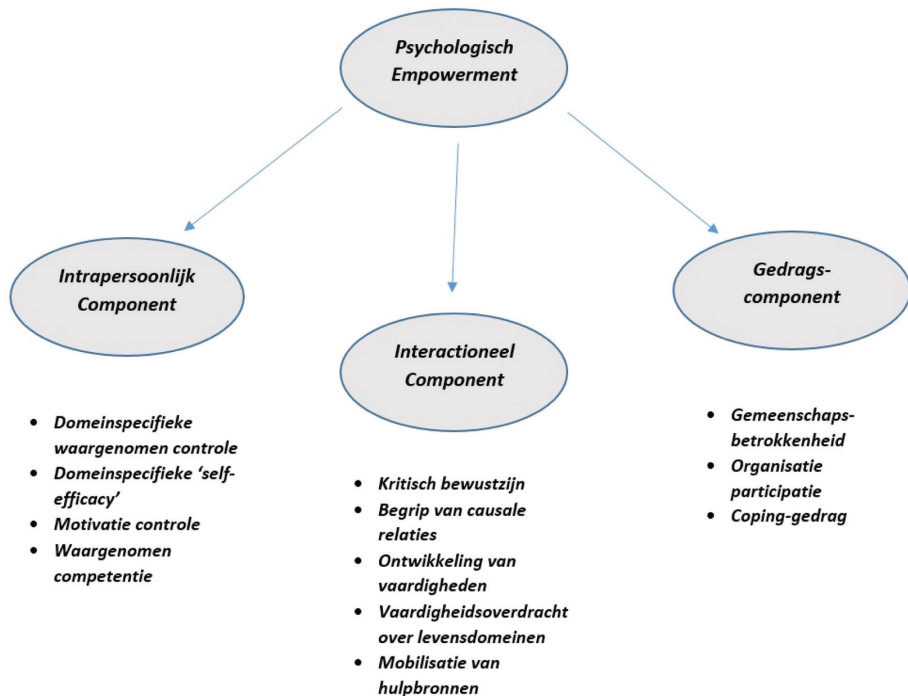 Psychologisch
Empowerment
Intrapersoonlijk
Component
Interactioneel
Component
Gedrags-
component
• Domeinspecifieke
waargenomen controle
• Domeinspecifieke ‘self-
efficacy’
• Motivatie controle
• Waargenomen
competentie
• Kritisch bewustzijn
• Begrip van causale
relaties
• Ontwikkeling van
vaardigheden
• Vaardigheidsoverdracht
over levensdomeinen
• Mobilisatie van
hulpbronnen
• Gemeenschaps-
betrokkenheid
• Organisatie
participatie
• Coping-gedrag